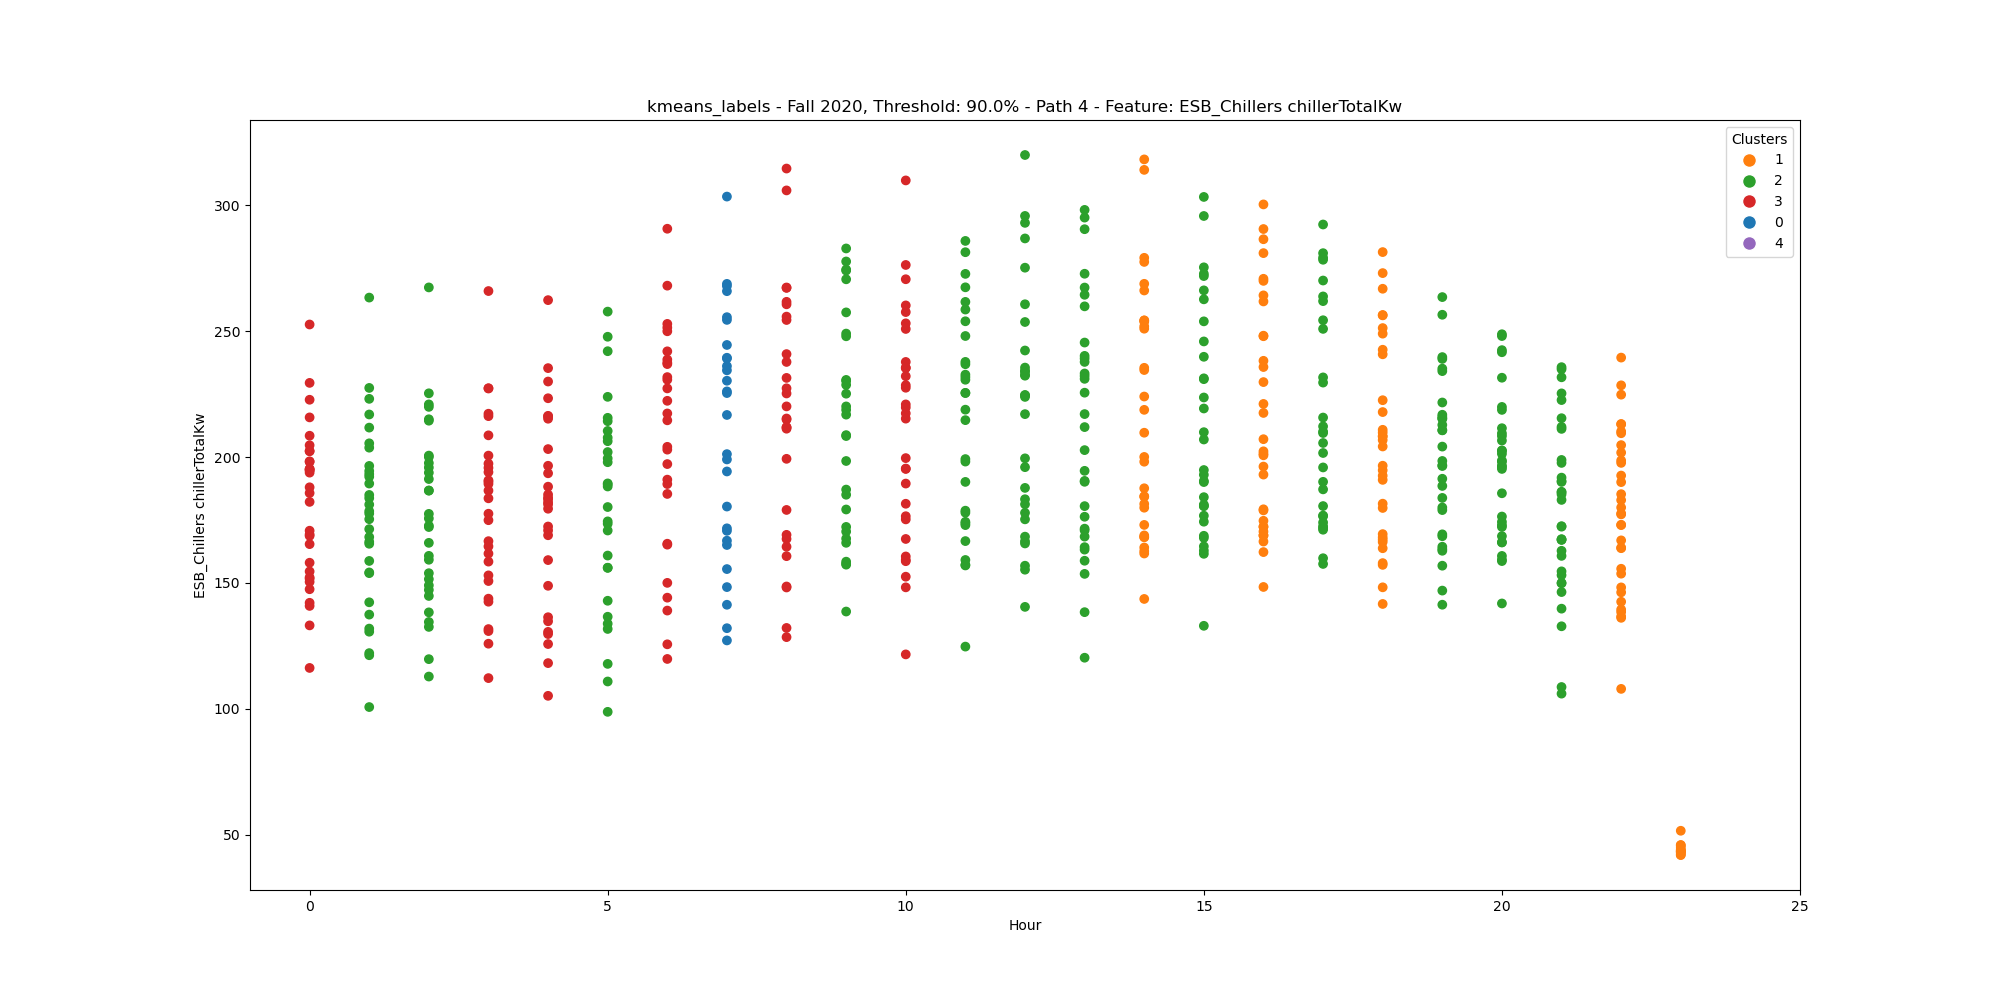 kmeans_labels - Fall 2020, Threshold: 90.0% - Path 4 - Feature: ESB_Chillers chillerTotalKw
Clusters
1
2
3
0
4
ESB_Chillers chillerTotalKw
300
250
200
150
100
50
0 5 10 15 20 25
Hour